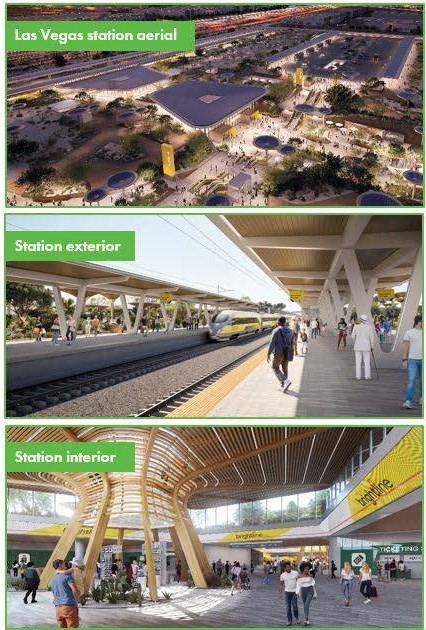 Las Vegas station aerial
Station exterior
Station interior
brightline
brightline
TICKETING